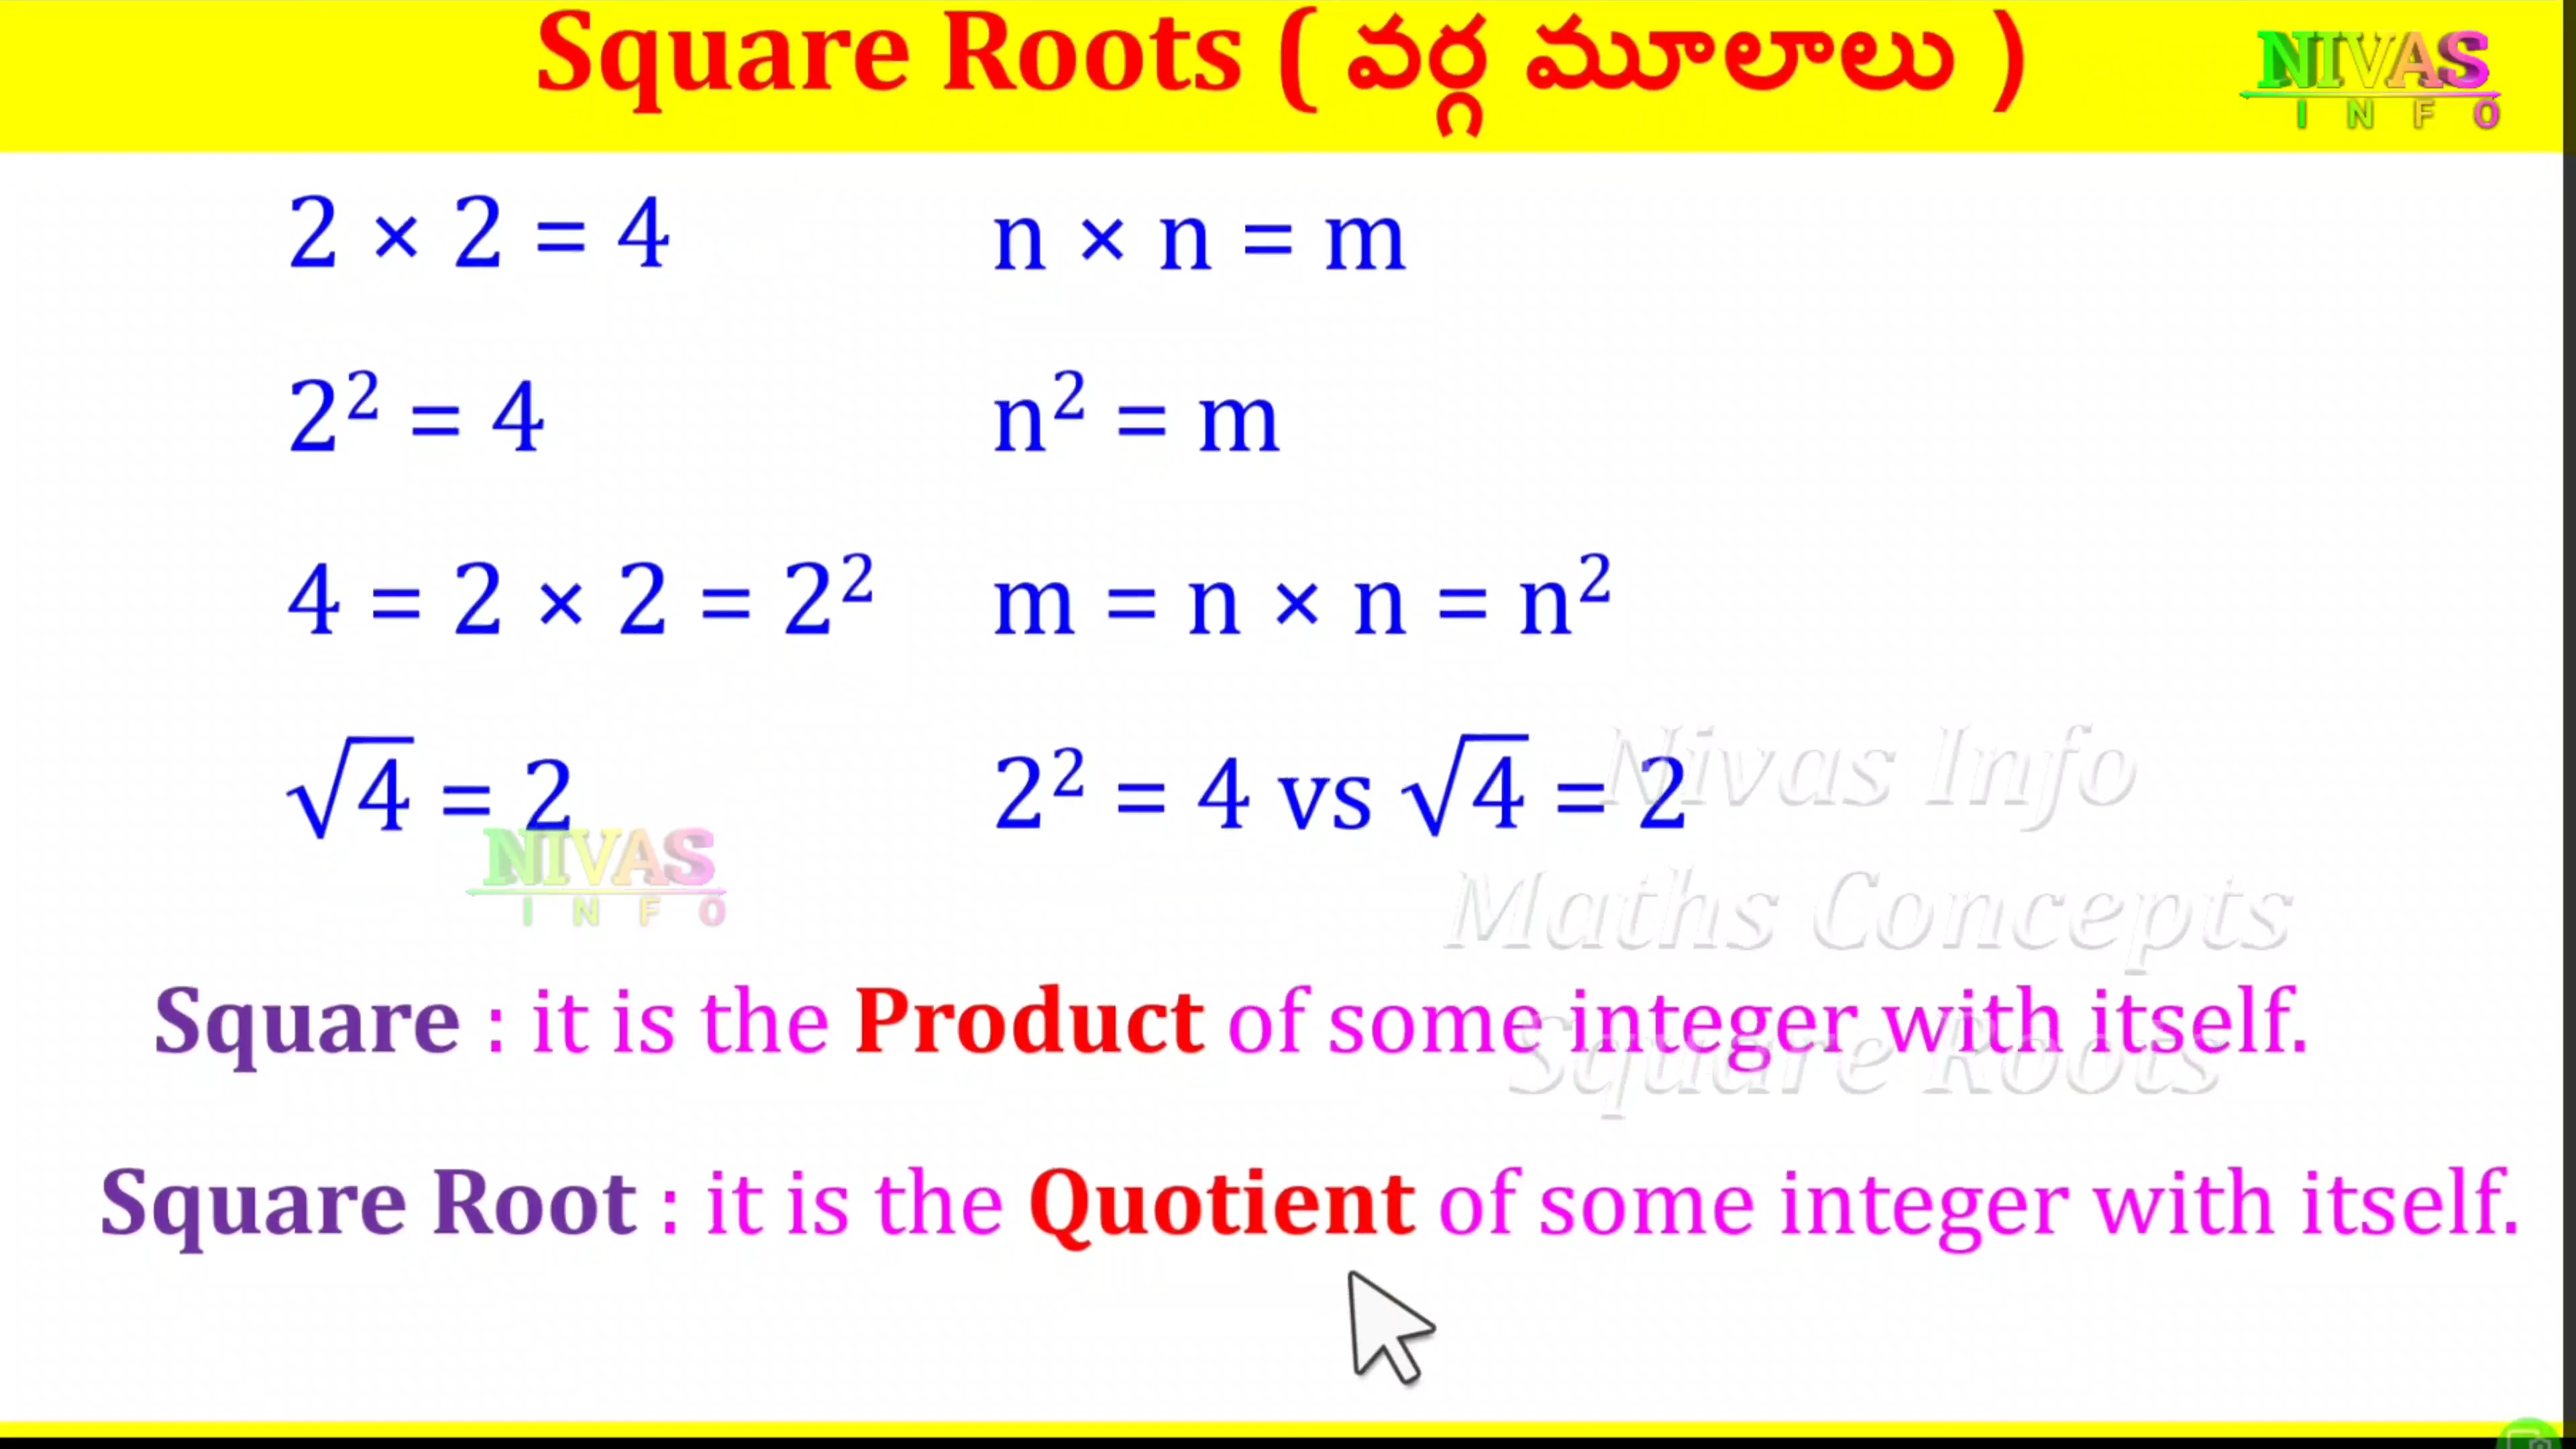 Square Roots ( వర్గ మూలాలు )
NIVAS
INFO
2 × 2 = 4
n × n = m
2² = 4
n² = m
4 = 2 × 2 = 2²
m = n × n = n²
√4 = 2
2² = 4 vs √4 = 2
Nivas Info
NIVAS
INFO
Maths Concepts
Square : it is the Product of some integer with itself.
Square Roots
Square Root : it is the Quotient of some integer with itself.